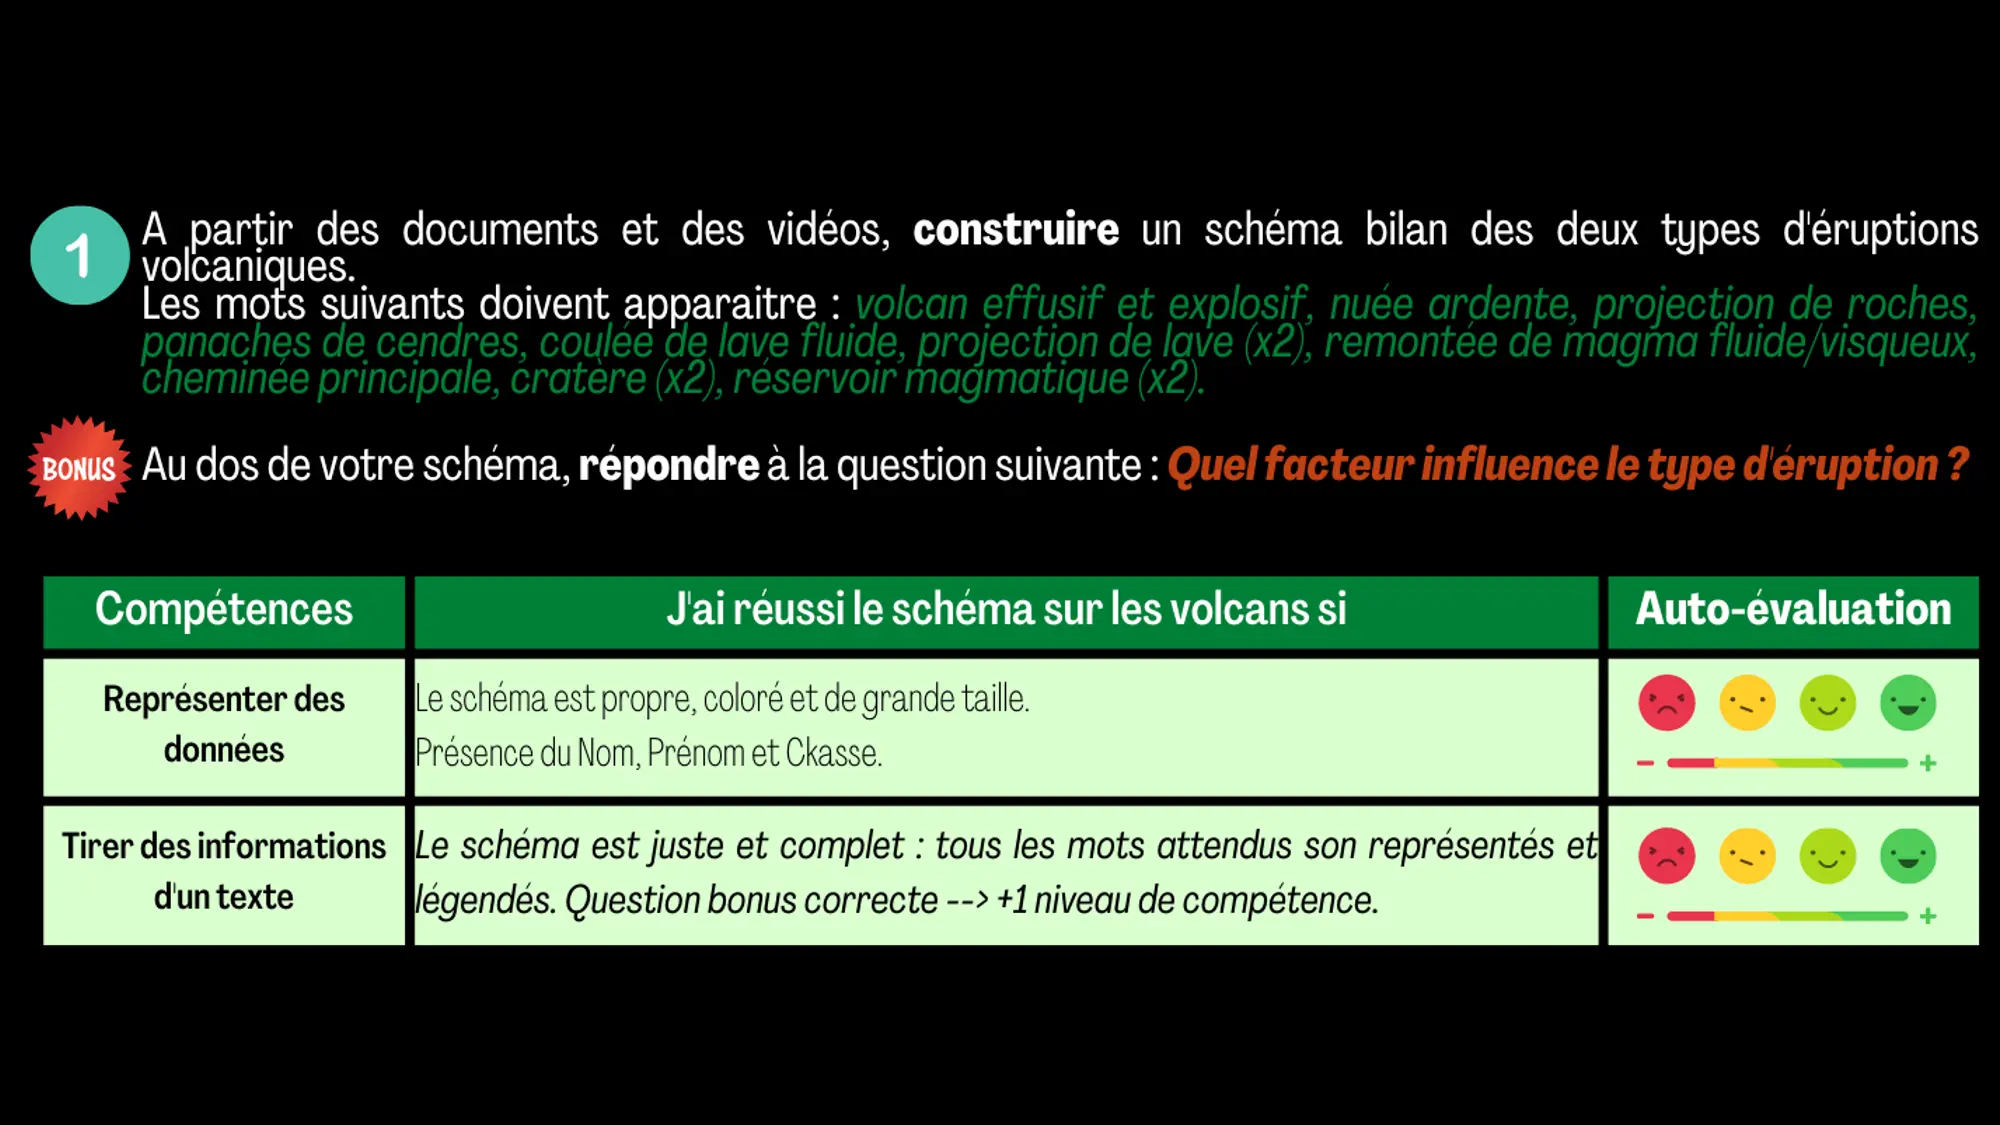 1
A partir des documents et des vidéos, construire un schéma bilan des deux types d'éruptions
volcaniques.
Les mots suivants doivent apparaitre : volcan effusif et explosif, nuée ardente, projection de roches,
panaches de cendres, coulée de lave fluide, projection de lave (x2), remontée de magma fluide/visqueux,
cheminée principale, cratère (x2), réservoir magmatique (x2).
BONUS
Au dos de votre schéma, répondre à la question suivante : Quel facteur influence le type d'éruption ?
Compétences
J'ai réussi le schéma sur les volcans si
Auto-évaluation
Représenter des
données
Le schéma est propre, coloré et de grande taille.
Présence du Nom, Prénom et Ckasse.
- +
Tirer des informations
d'un texte
Le schéma est juste et complet : tous les mots attendus son représentés et
légendés. Question bonus correcte --> +1 niveau de compétence.
- +